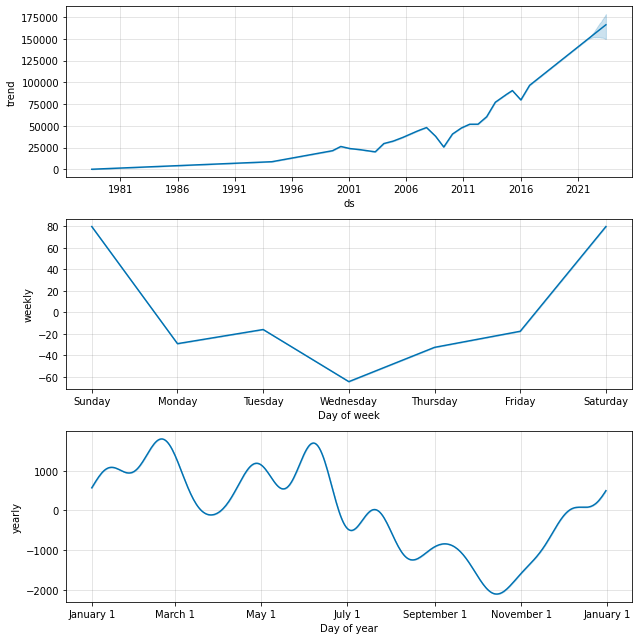 175000
150000
125000
100000
75000
50000
25000
0
trend
1981 1986 1991 1996 2001 2006 2011 2016 2021
ds
80
60
40
20
0
−20
−40
−60
weekly
Sunday Monday Tuesday Wednesday Thursday Friday Saturday
Day of week
1000
0
−1000
−2000
yearly
January 1 March 1 May 1 July 1 September 1 November 1 January 1
Day of year